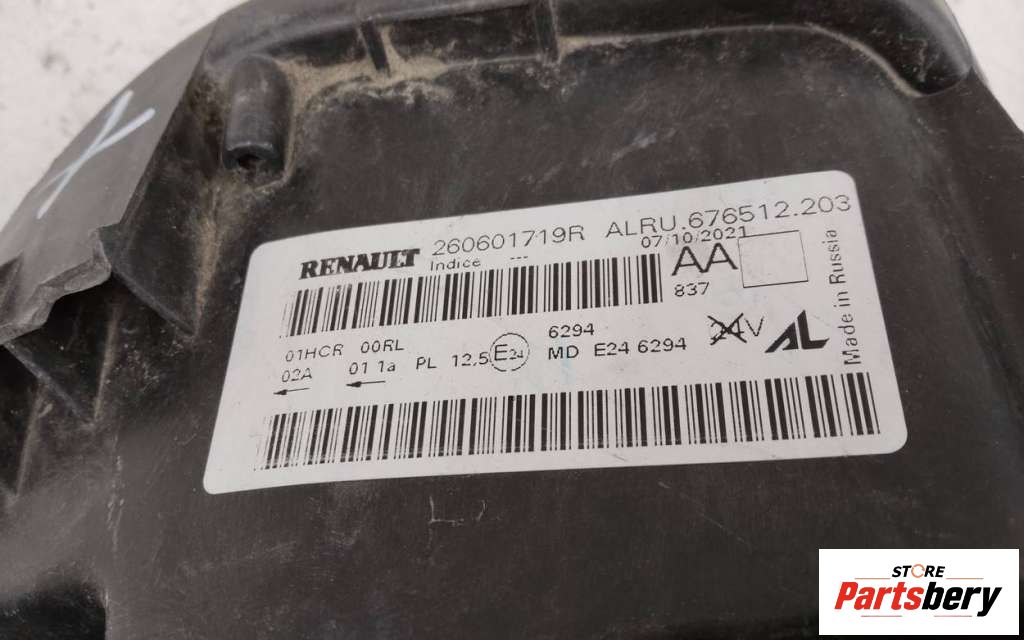 RENAULT 260601719R ALRU.676512.203
Indice --- 07/10/2021
AA
837
Made in Russia
01HCR 00RL
02A 01 1a PL 12,5 E24
6294
MD E24 6294
24V
AL
STORE
Partsbery